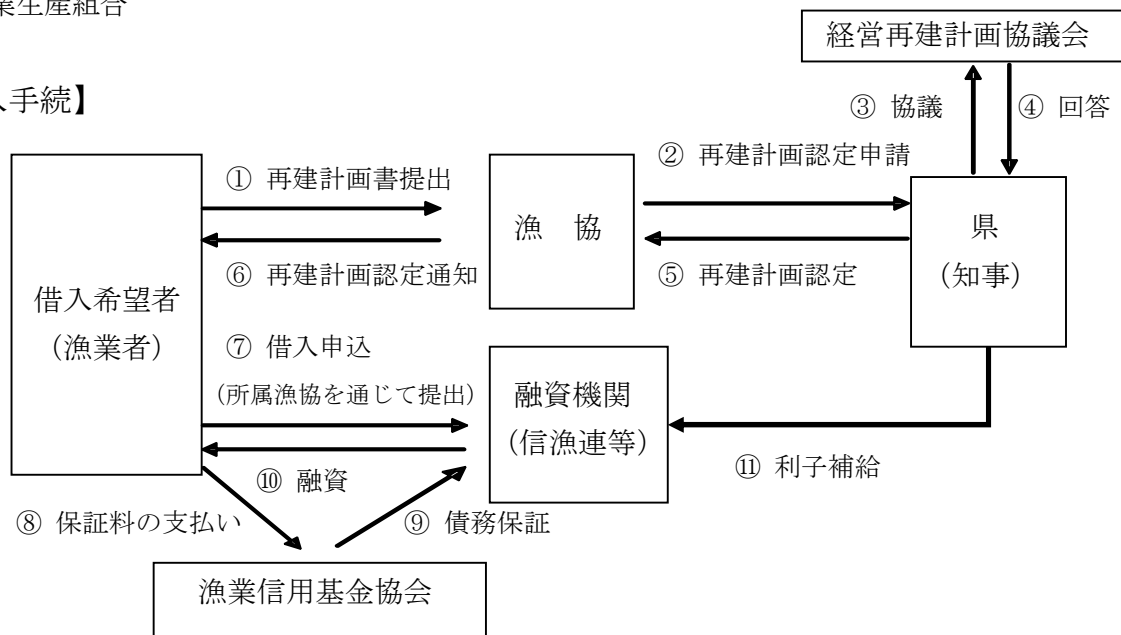 業生産組合
経営再建計画協議会
入手続】
③ 協議
④ 回答
① 再建計画書提出
② 再建計画認定申請
漁　協
県
（知事）
⑥ 再建計画認定通知
⑤ 再建計画認定
借入希望者
（漁業者）
⑦ 借入申込
（所属漁協を通じて提出）
融資機関
（信漁連等）
⑩ 融資
⑪ 利子補給
⑧ 保証料の支払い
⑨ 債務保証
漁業信用基金協会